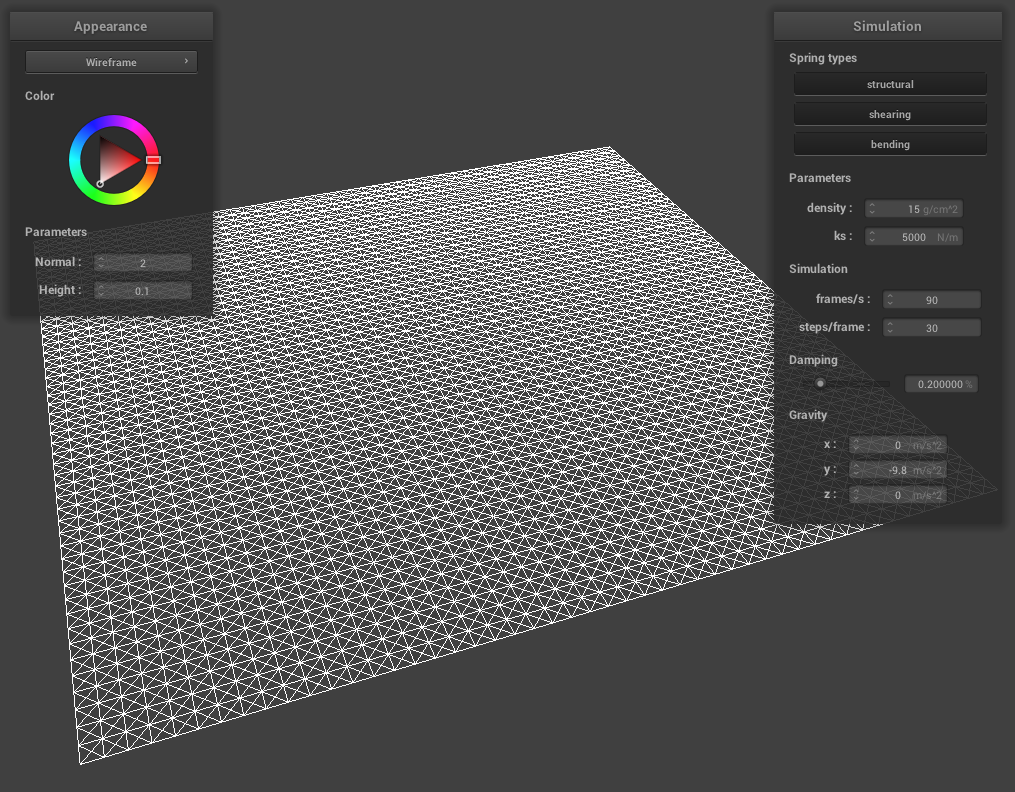 Appearance
Wireframe
Color
Parameters
Normal : 2
Height : 0.1
Simulation
Spring types
structural
shearing
bending
Parameters
density : 15 g/cm^2
ks : 5000 N/m
Simulation
frames/s : 90
steps/frame : 30
Damping
0.200000 %
Gravity
x : 0 m/s^2
y : -9.8 m/s^2
z : 0 m/s^2